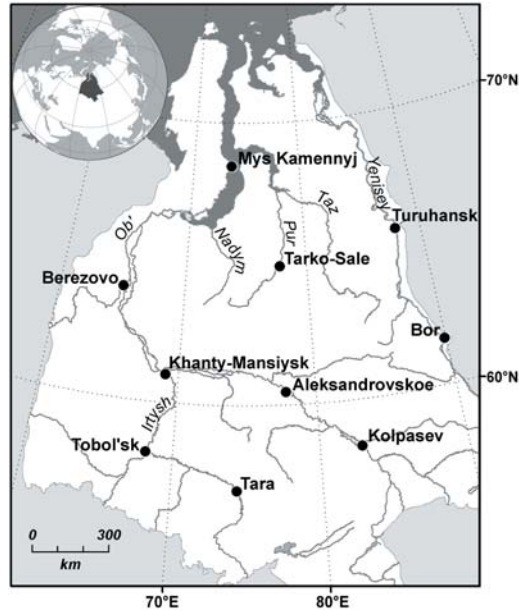 70°N
Mys Kamennyj
Yenisey
Taz
Turuhansk
Ob'
Nadym
Pur
Tarko-Sale
Berezovo
Bor
Khanty-Mansiysk
60°N
Aleksandrovskoe
Irtysh
Kolpasev
Tobol'sk
Tara
0 300
km
70°E 80°E